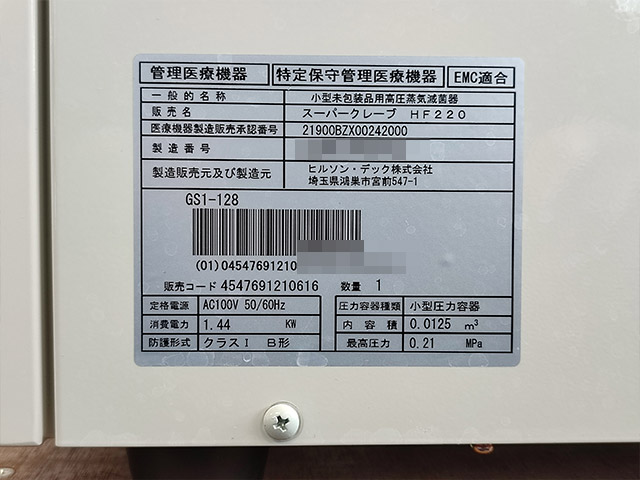 管理医療機器 特定保守管理医療機器 EMC適合
一般的名称 小型未包装品用高圧蒸気滅菌器
販売名 スーパークレーブ HF220
医療機器製造販売承認番号 21900BZX00242000
製造番号
製造販売元及び製造元 ヒルソン・デック株式会社
埼玉県鴻巣市宮前547-1
GS1-128
(01)04547691210
販売コード 4547691210616 数量 1
定格電源 AC100V 50/60Hz 圧力容器種類 小型圧力容器
消費電力 1.44 KW 内容積 0.0125 m³
防護形式 クラスI B形 最高圧力 0.21 MPa